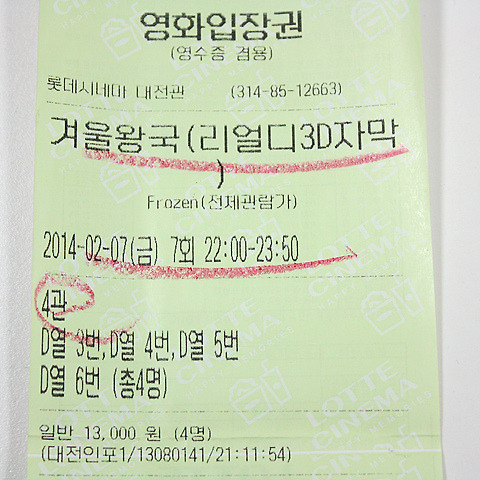 영화입장권
(영수증 겸용)
롯데시네마 대전관 (314-85-12663)
겨울왕국(리얼디3D자막
)
Frozen(전체관람가)
2014-02-07(금) 7회 22:00-23:50
4관
D열 3번,D열 4번,D열 5번
D열 6번 (총4명)
일반 13,000 원 (4명)
(대전인포1/13080141/21:11:54)
LOTTE CINEMA